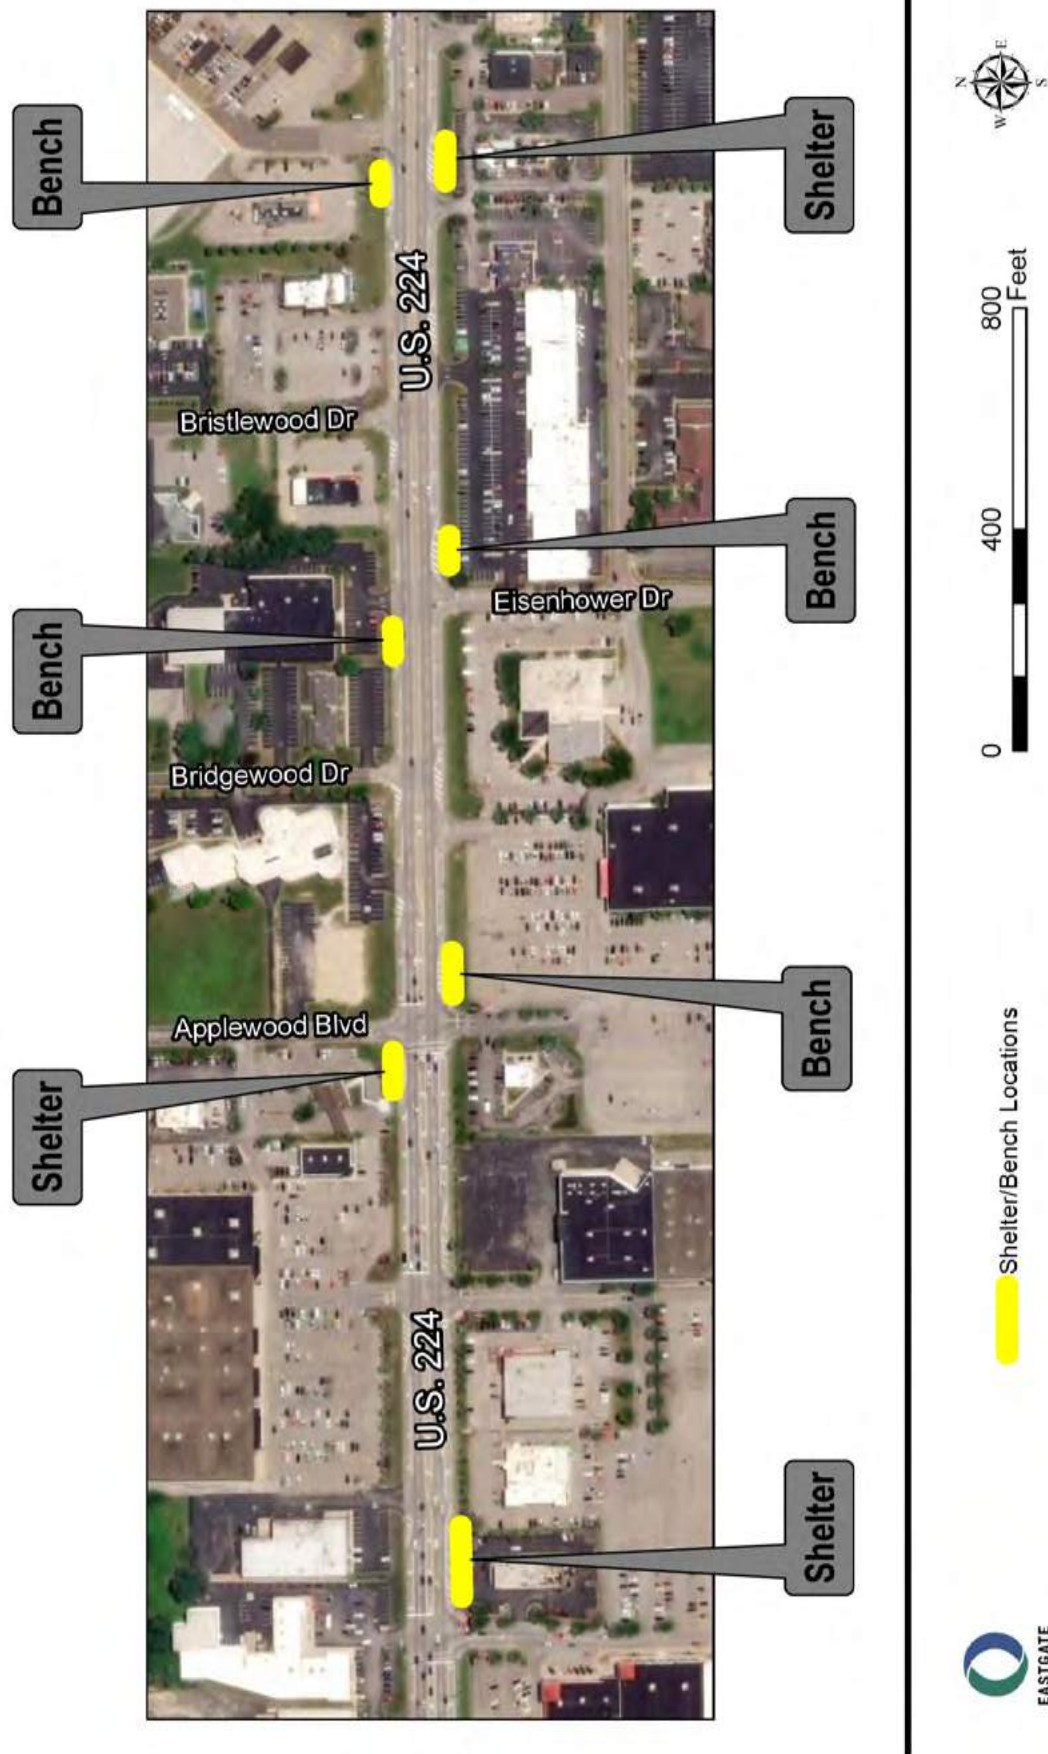 Shelter
Bench
Bench
Applewood Blvd
Bridgewood Dr
Bristlewood Dr
U.S. 224
U.S. 224
Eisenhower Dr
Shelter
Bench
Bench
Shelter
EASTGATE
Shelter/Bench Locations
0 400 800
Feet
N
W E
S